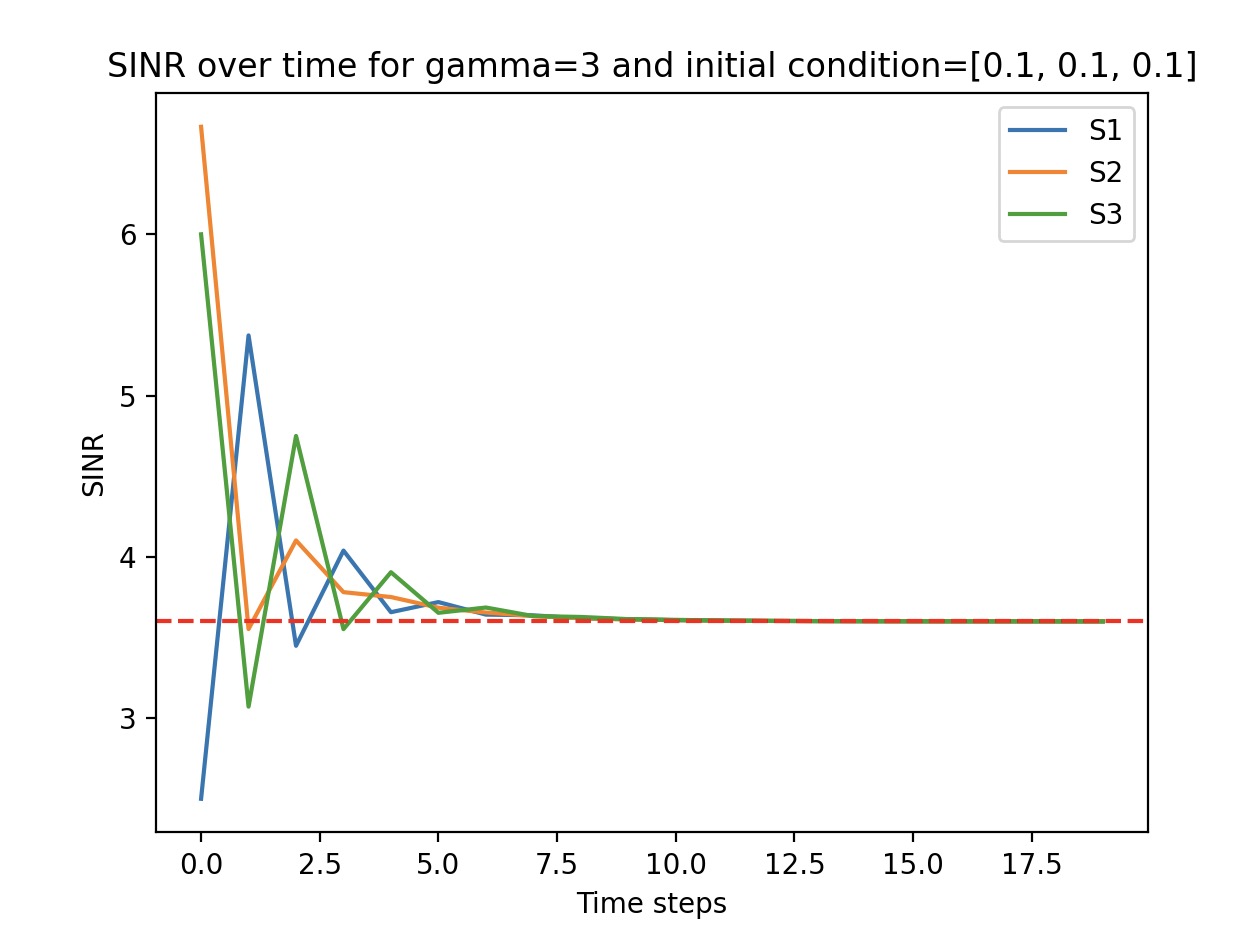 SINR over time for gamma=3 and initial condition=[0.1, 0.1, 0.1]
S1
S2
S3
6
5
4
3
SINR
0.0 2.5 5.0 7.5 10.0 12.5 15.0 17.5
Time steps